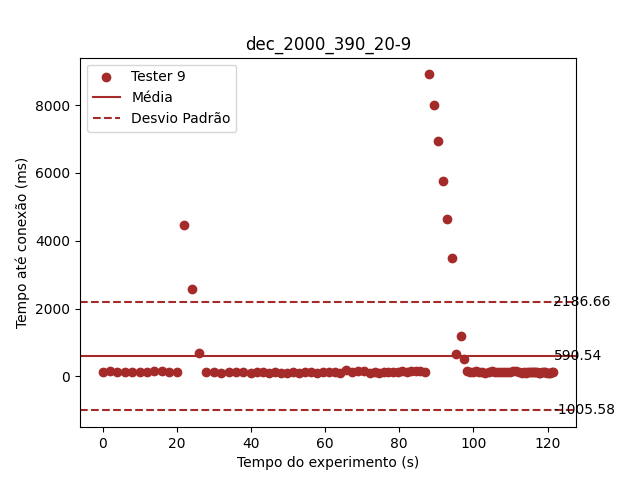 dec_2000_390_20-9
Tester 9
Média
Desvio Padrão
Tempo até conexão (ms)
8000
6000
4000
2000
0
2186.66
590.54
-1005.58
0 20 40 60 80 100 120
Tempo do experimento (s)